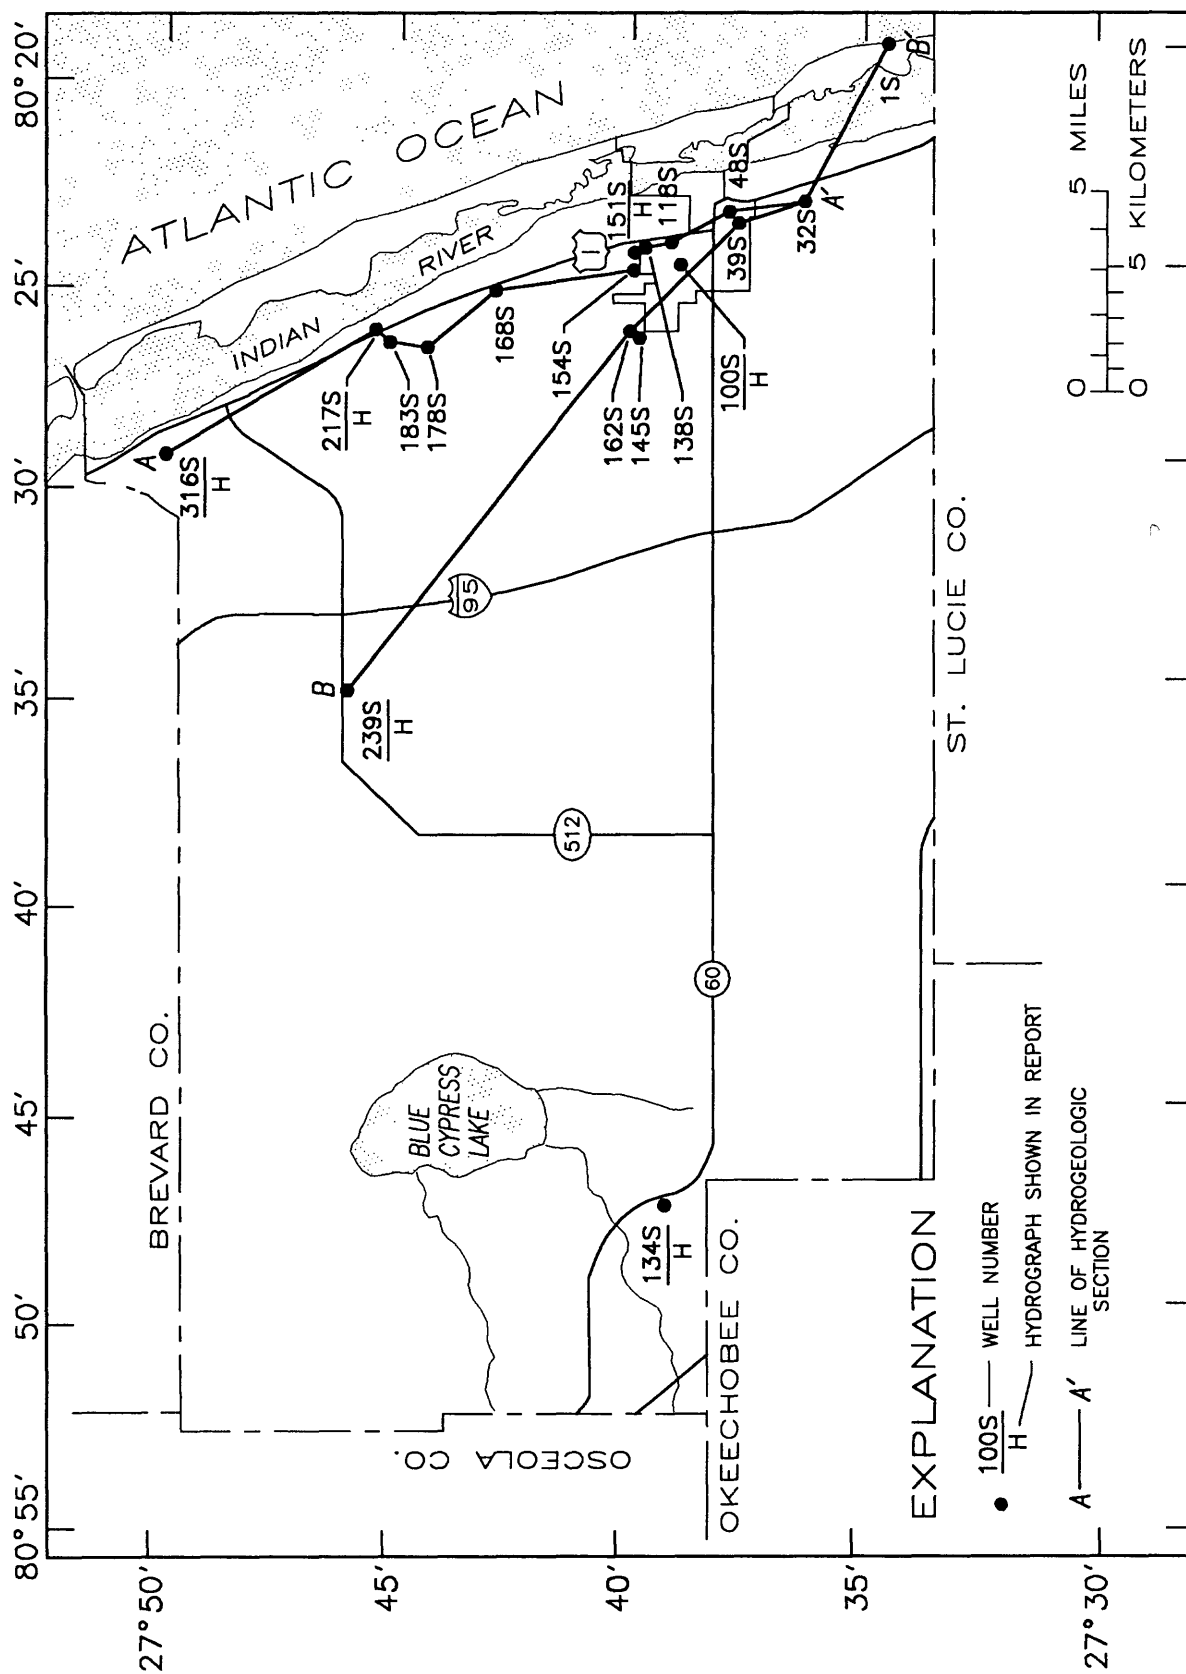 80°55′
50′
45′
40′
35′
30′
25′
80°20′
27°50′
45′
40′
35′
27°30′
BREVARD CO.
OSCEOLA CO.
OKEECHOBEE CO.
ST. LUCIE CO.
ATLANTIC OCEAN
INDIAN
RIVER
BLUE
CYPRESS
LAKE
95
512
60
1
A
316S
H
217S
H
183S
178S
168S
B
239S
H
154S
162S
145S
138S
151S
H
118S
100S
H
48S
39S
32S
A′
1S
B′
134S
H
EXPLANATION
100S
H
WELL NUMBER
HYDROGRAPH SHOWN IN REPORT
A A′ LINE OF HYDROGEOLOGIC
SECTION
0 5 MILES
0 5 KILOMETERS